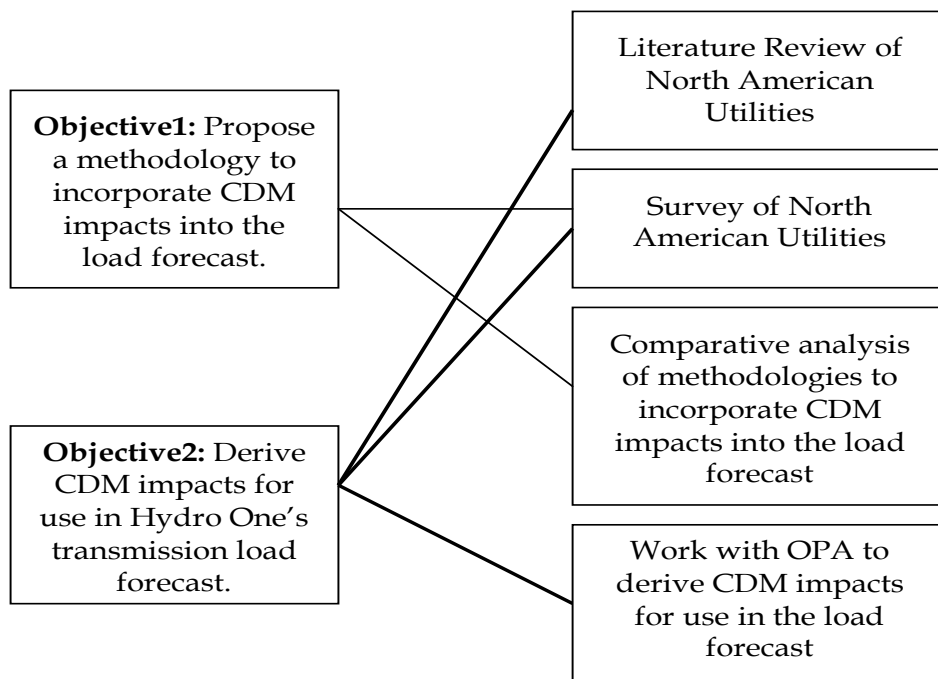 Objective1: Propose
a methodology to
incorporate CDM
impacts into the
load forecast.
Objective2: Derive
CDM impacts for
use in Hydro One’s
transmission load
forecast.
Literature Review of
North American
Utilities
Survey of North
American Utilities
Comparative analysis
of methodologies to
incorporate CDM
impacts into the load
forecast
Work with OPA to
derive CDM impacts
for use in the load
forecast